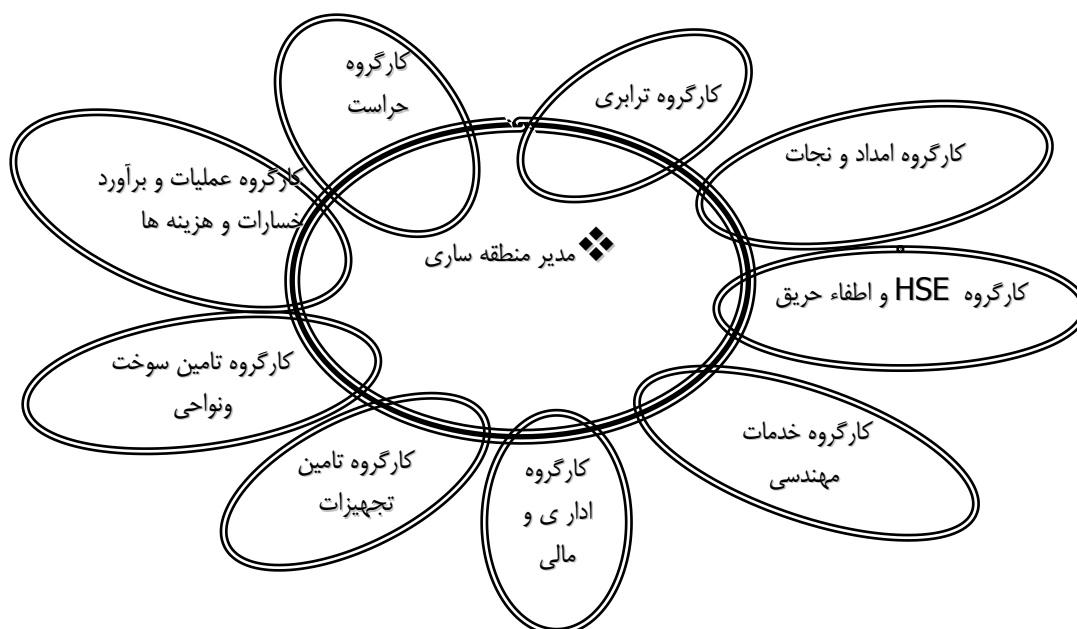 کارگروه
حراست
کارگروه ترابری
کارگروه امداد و نجات
کارگروه عملیات و برآورد
خسارات و هزینه ها
❖ مدیر منطقه ساری
کارگروه HSE و اطفاء حریق
کارگروه تامین سوخت
ونواحی
کارگروه خدمات
مهندسی
کارگروه تامین
تجهیزات
کارگروه
ادار ی و
مالی